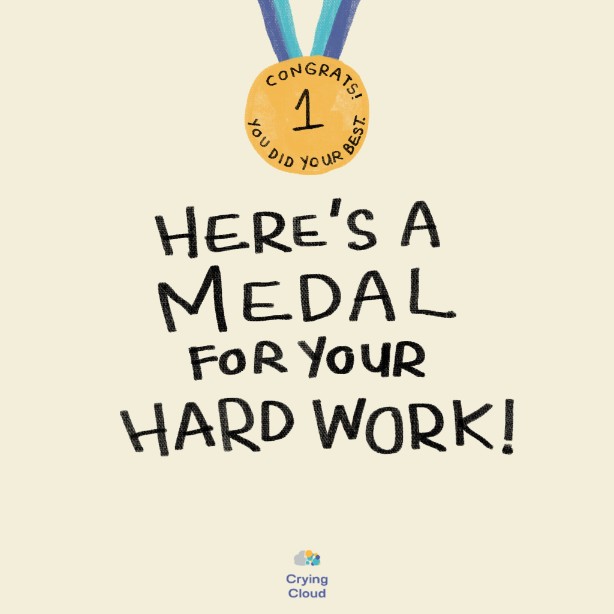 CONGRATS!
1
YOU DID YOUR BEST.
HERE'S A
MEDAL
FOR YOUR
HARD WORK!
Crying
Cloud